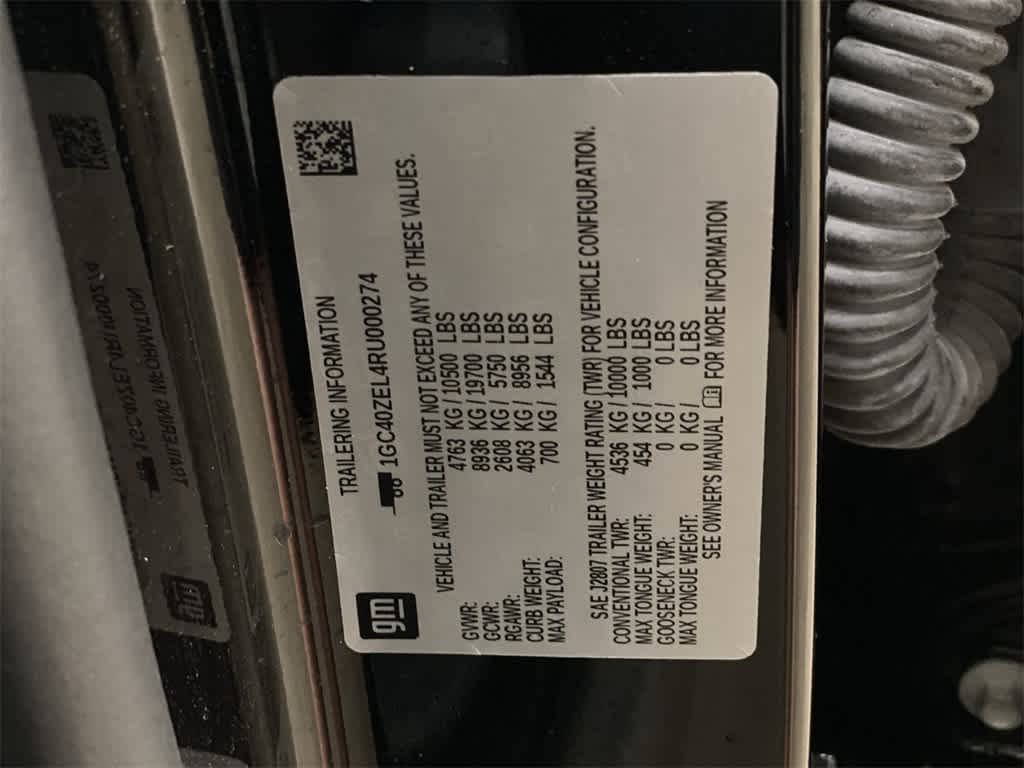 TRAILERING INFORMATION
gm 1GC40ZEL4RU000274
VEHICLE AND TRAILER MUST NOT EXCEED ANY OF THESE VALUES.
GVWR: 4763 KG / 10500 LBS
GCWR: 8936 KG / 19700 LBS
RGAWR: 2608 KG / 5750 LBS
CURB WEIGHT: 4063 KG / 8956 LBS
MAX PAYLOAD: 700 KG / 1544 LBS
SAE J2807 TRAILER WEIGHT RATING (TWR) FOR VEHICLE CONFIGURATION.
CONVENTIONAL TWR: 4536 KG / 10000 LBS
MAX TONGUE WEIGHT: 454 KG / 1000 LBS
GOOSENECK TWR: 0 KG / 0 LBS
MAX TONGUE WEIGHT: 0 KG / 0 LBS
SEE OWNER'S MANUAL FOR MORE INFORMATION